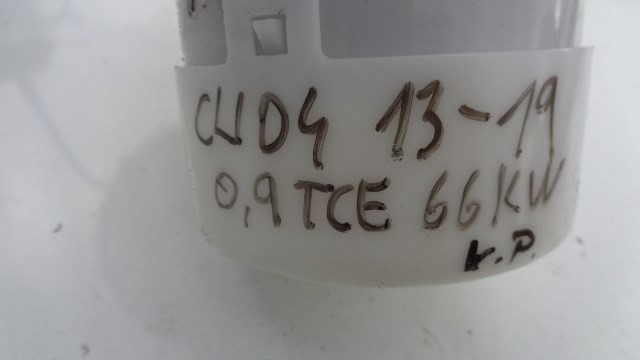 CLIO4 13-19
0,9TCE 66KW
K.P.